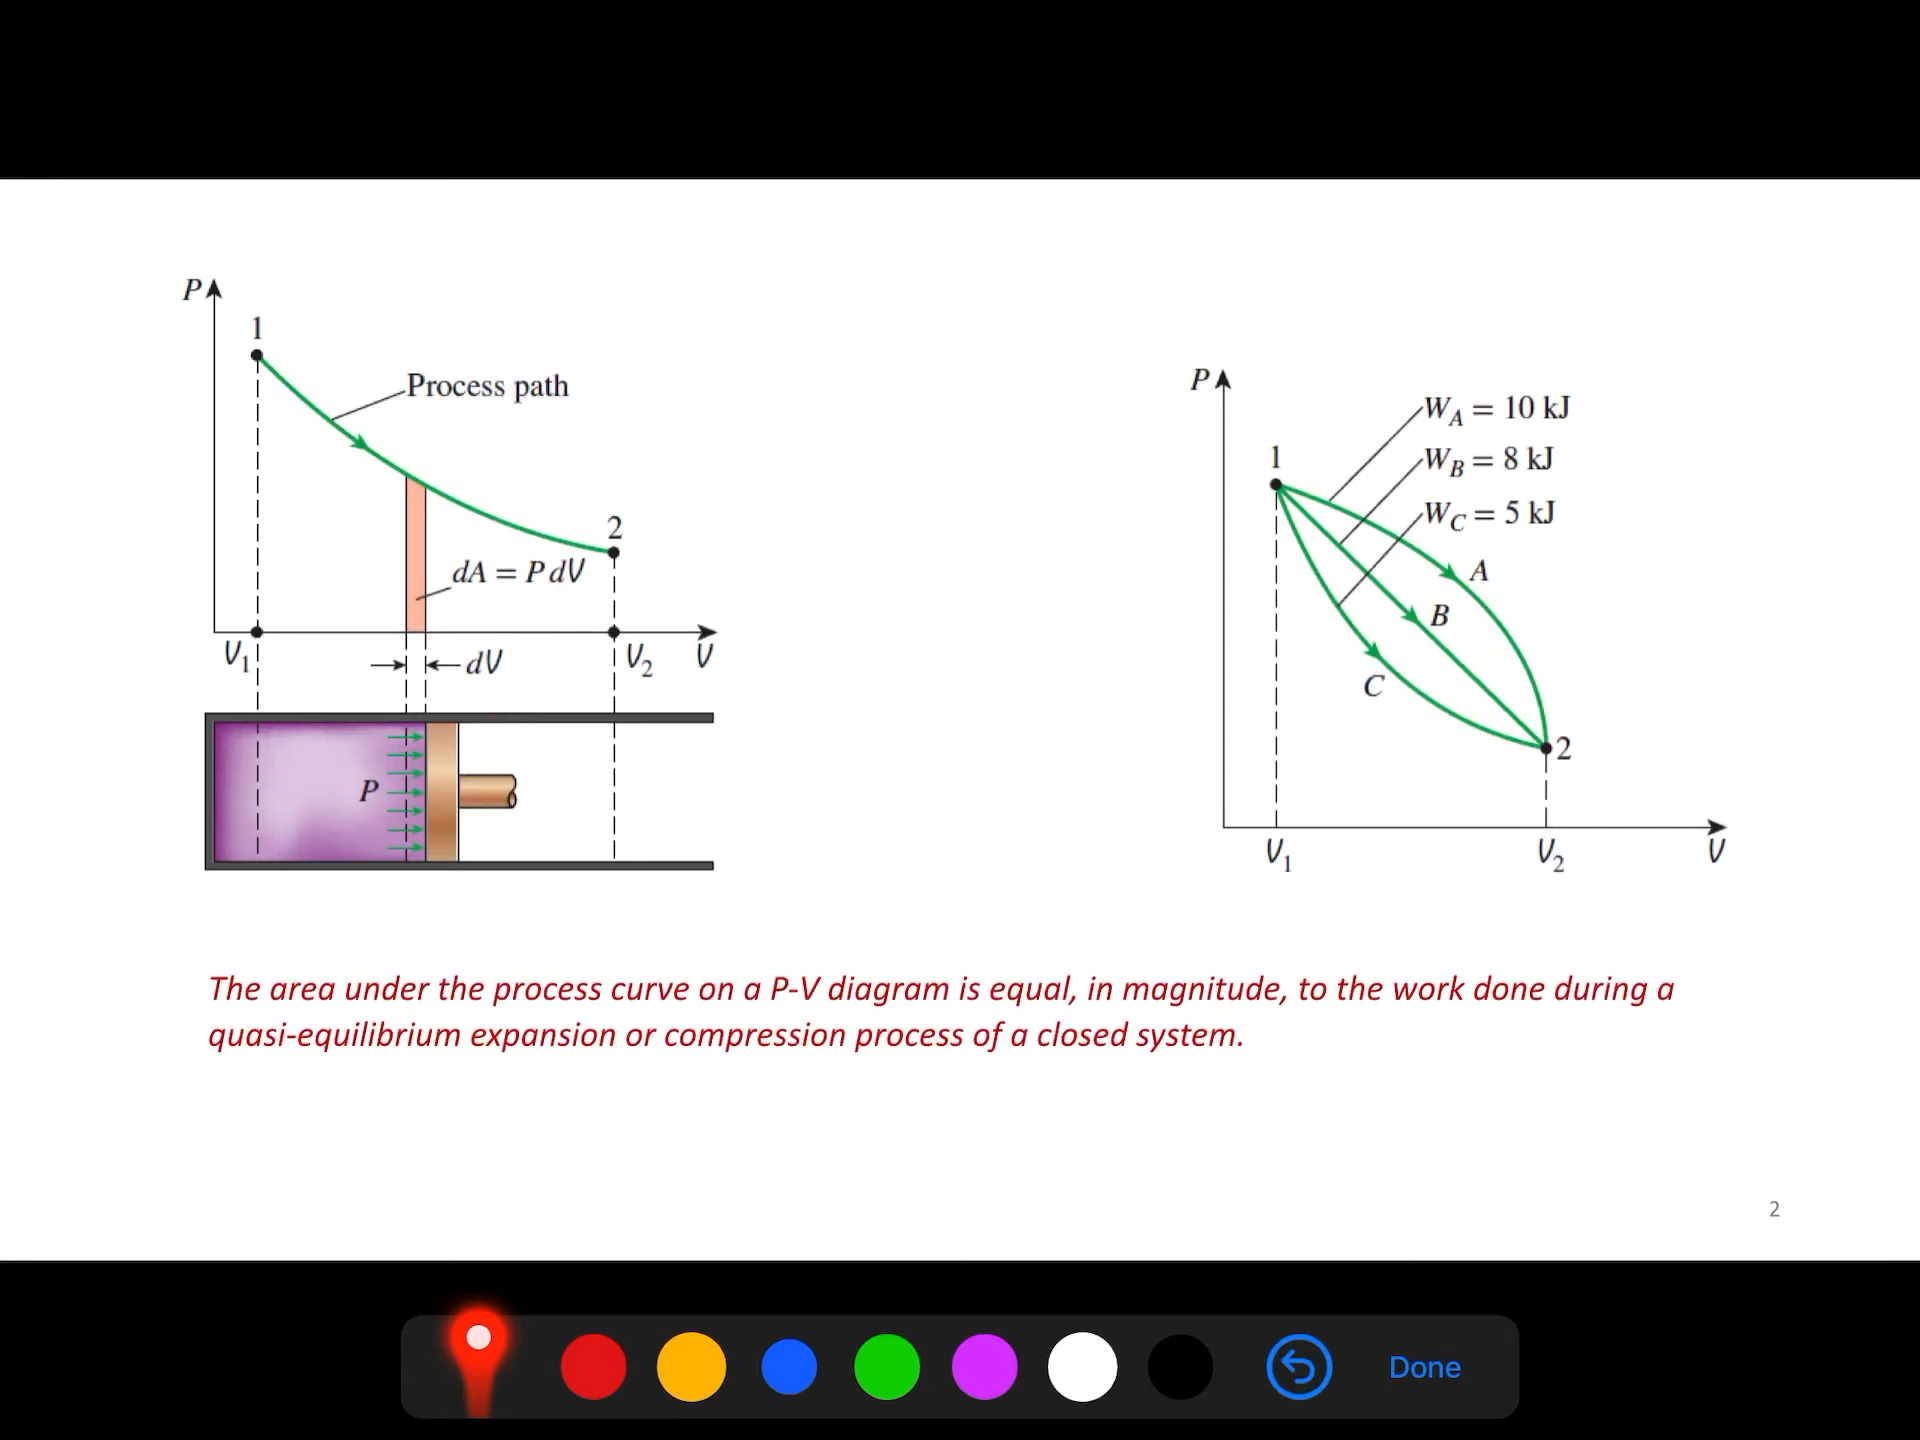 P
1
Process path
2
dA = P dV
V1
dV
V2
V
P
P
WA = 10 kJ
WB = 8 kJ
WC = 5 kJ
1
A
B
C
2
V1
V2
V
The area under the process curve on a P-V diagram is equal, in magnitude, to the work done during a
quasi-equilibrium expansion or compression process of a closed system.
2
Done